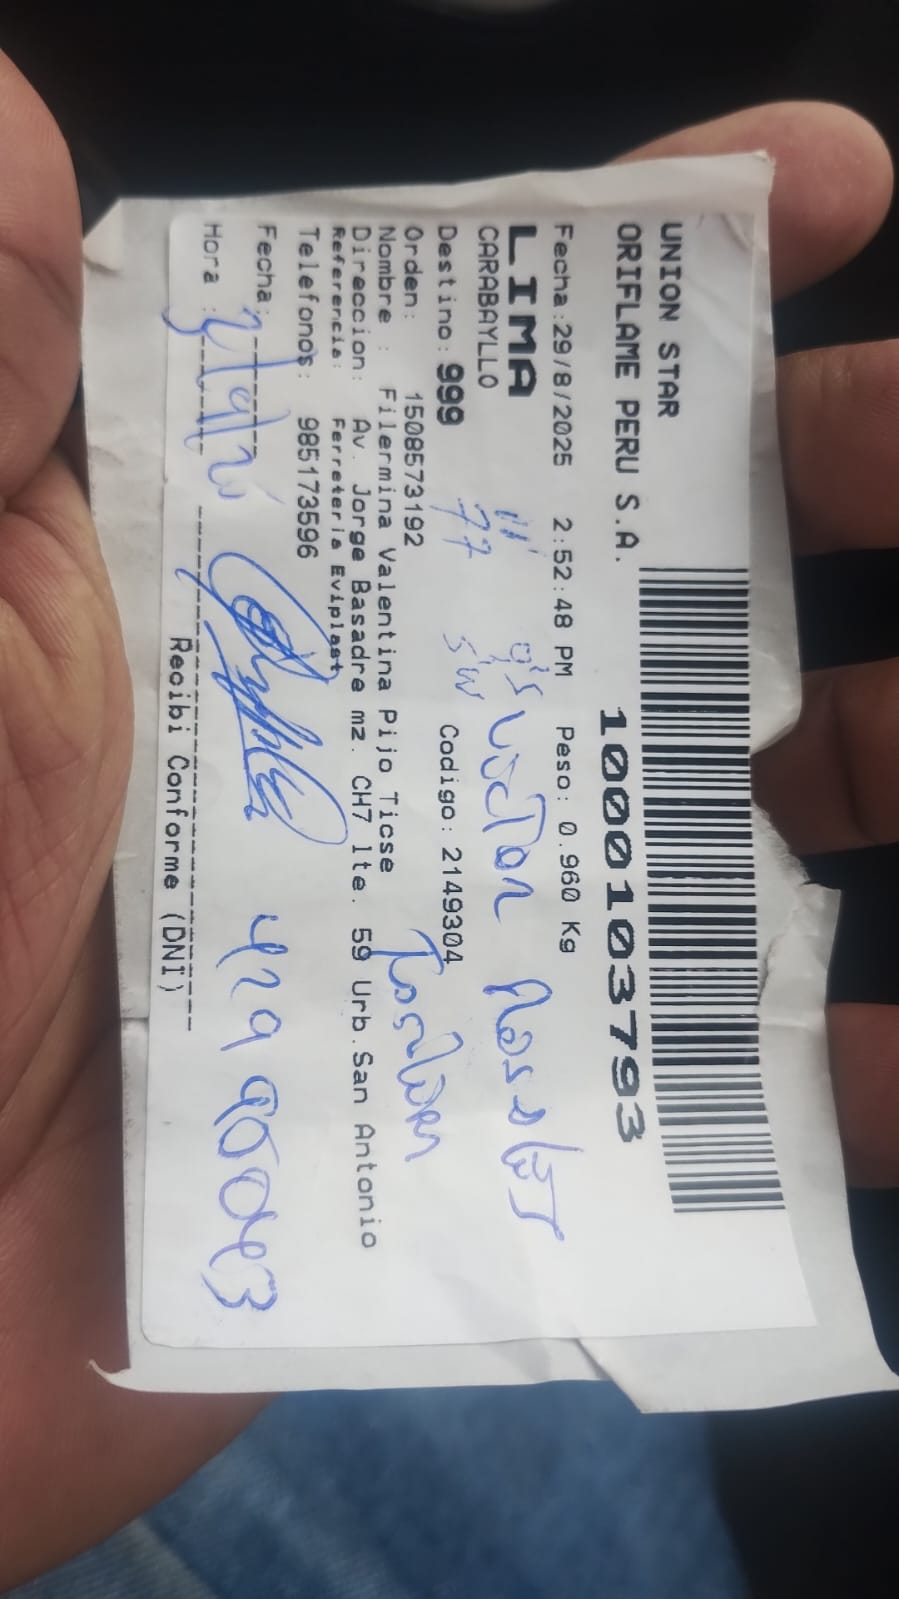 UNION STAR
ORIFLAME PERU S.A.
1000103793
Fecha:29/8/2025 2:52:48 PM Peso: 0.960 Kg
LIMA
CARABAYLLO
Destino: 999 77 Codigo: 2149304
Orden: 1508573192
Nombre : Filermina Valentina Pijo Ticse
Direccion: Av. Jorge Basadre mz. CH7 lte. 59 Urb.San Antonio
Referencia: Ferreteria Eviplast
Telefonos: 985173596
Fecha:
Hora :
Recibi Conforme (DNI)